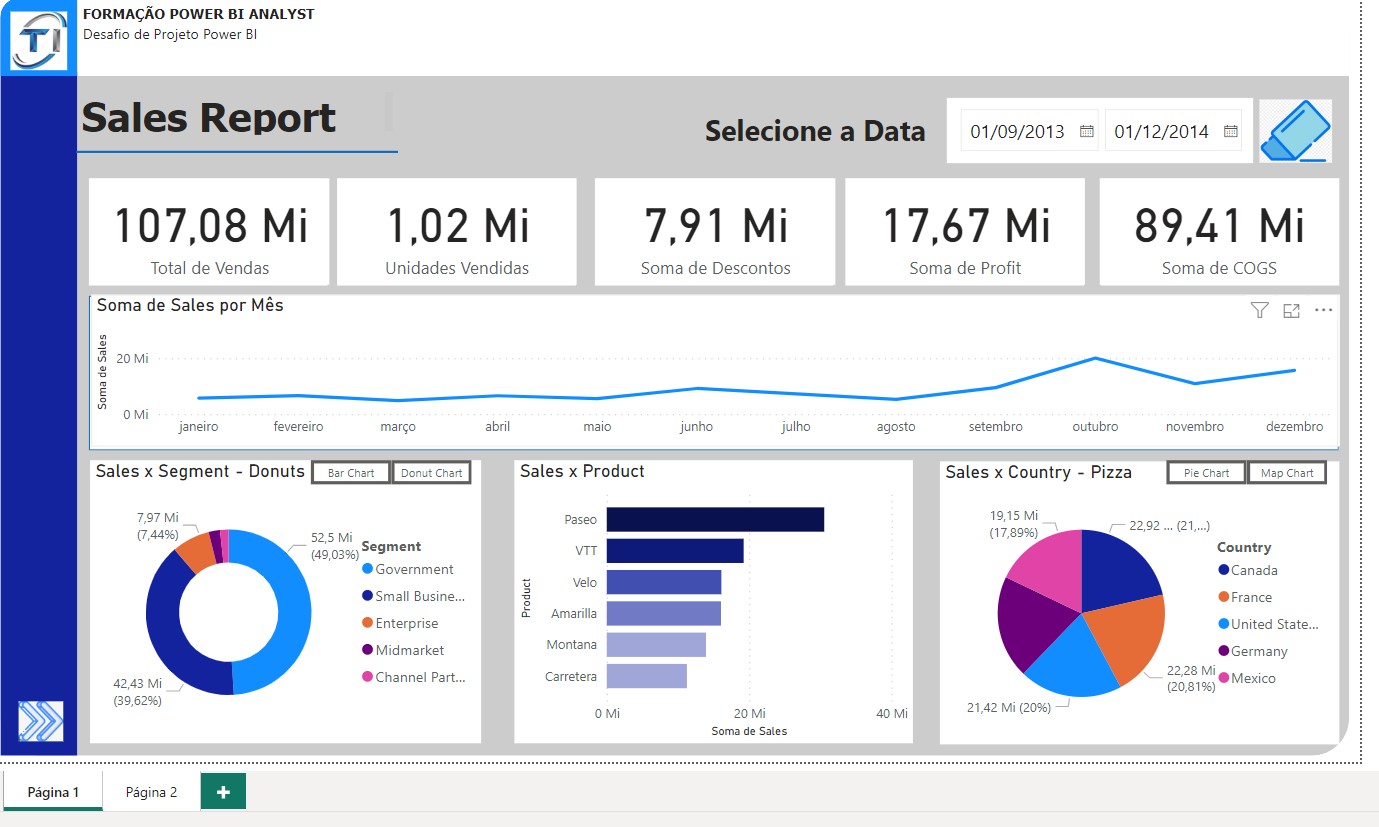 TI
FORMAÇÃO POWER BI ANALYST
Desafio de Projeto Power BI
Sales Report
Selecione a Data
01/09/2013
01/12/2014
107,08 Mi
Total de Vendas
1,02 Mi
Unidades Vendidas
7,91 Mi
Soma de Descontos
17,67 Mi
Soma de Profit
89,41 Mi
Soma de COGS
Soma de Sales por Mês
Soma de Sales
20 Mi
0 Mi
janeiro
fevereiro
março
abril
maio
junho
julho
agosto
setembro
outubro
novembro
dezembro
Sales x Segment - Donuts
Bar Chart
Donut Chart
7,97 Mi
(7,44%)
52,5 Mi
(49,03%)
42,43 Mi
(39,62%)
Segment
Government
Small Busine...
Enterprise
Midmarket
Channel Part...
Sales x Product
Product
Paseo
VTT
Velo
Amarilla
Montana
Carretera
0 Mi
20 Mi
40 Mi
Soma de Sales
Sales x Country - Pizza
Pie Chart
Map Chart
19,15 Mi
(17,89%)
22,92 ... (21,...)
22,28 Mi
(20,81%)
21,42 Mi (20%)
Country
Canada
France
United State...
Germany
Mexico
Página 1
Página 2